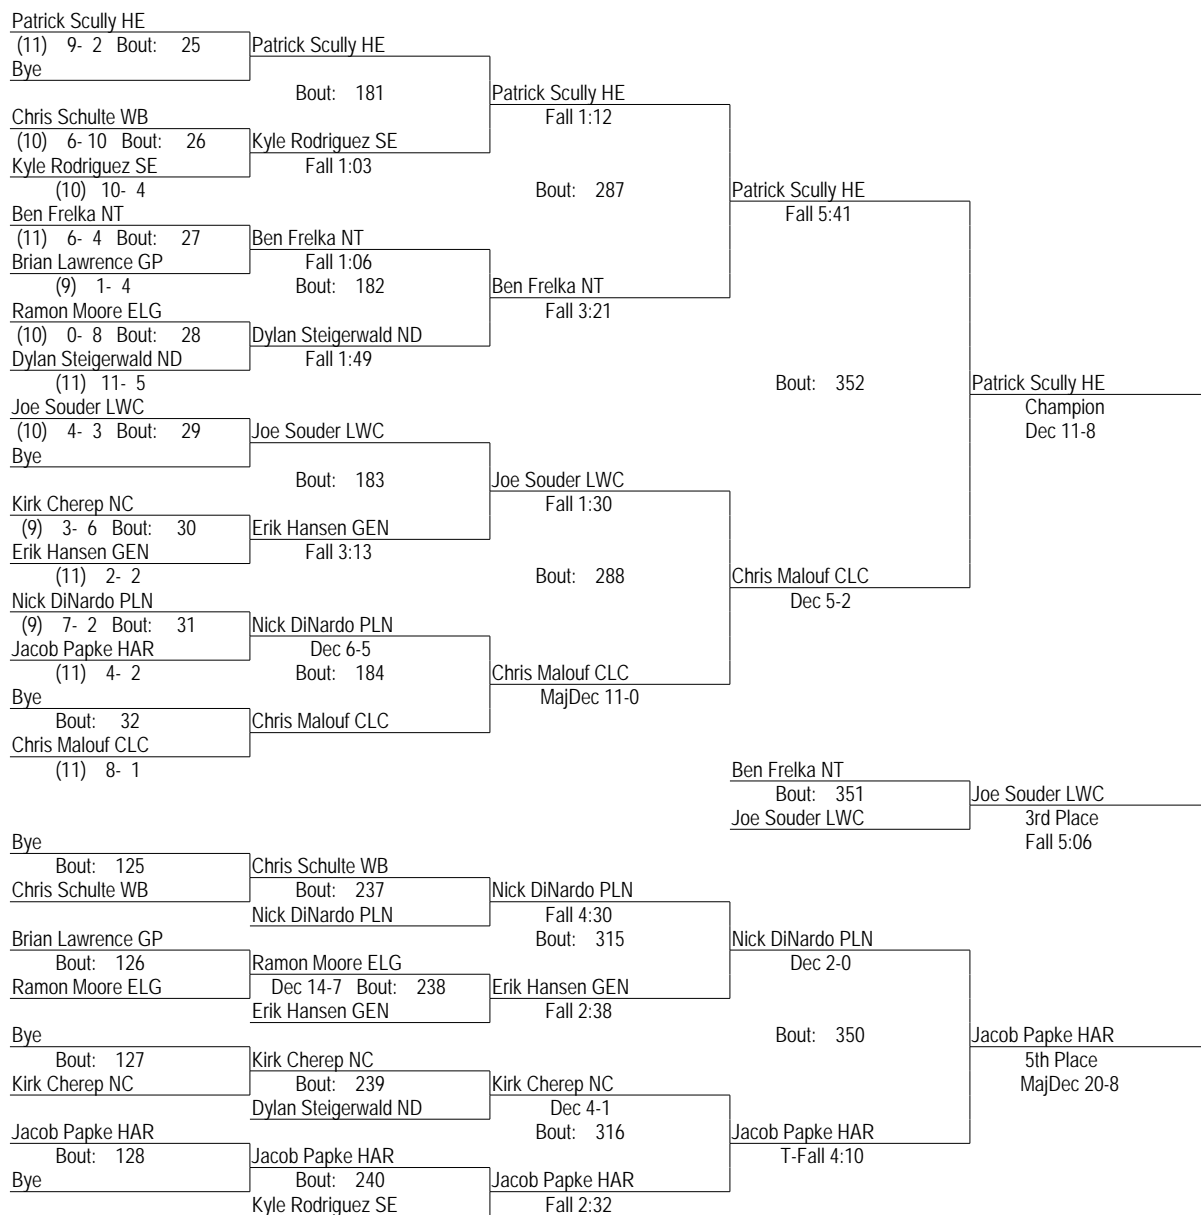 Patrick Scully HE
(11) 9- 2 Bout: 25 Patrick Scully HE
Bye
Bout: 181 Patrick Scully HE
Chris Schulte WB Fall 1:12
(10) 6- 10 Bout: 26 Kyle Rodriguez SE
Kyle Rodriguez SE Fall 1:03
(10) 10- 4 Bout: 287 Patrick Scully HE
Ben Frelka NT Fall 5:41
(11) 6- 4 Bout: 27 Ben Frelka NT
Brian Lawrence GP Fall 1:06
(9) 1- 4 Bout: 182 Ben Frelka NT
Ramon Moore ELG Fall 3:21
(10) 0- 8 Bout: 28 Dylan Steigerwald ND
Dylan Steigerwald ND Fall 1:49
(11) 11- 5 Bout: 352 Patrick Scully HE
Joe Souder LWC Champion
(10) 4- 3 Bout: 29 Joe Souder LWC Dec 11-8
Bye
Bout: 183 Joe Souder LWC
Kirk Cherep NC Fall 1:30
(9) 3- 6 Bout: 30 Erik Hansen GEN
Erik Hansen GEN Fall 3:13
(11) 2- 2 Bout: 288 Chris Malouf CLC
Nick DiNardo PLN Dec 5-2
(9) 7- 2 Bout: 31 Nick DiNardo PLN
Jacob Papke HAR Dec 6-5
(11) 4- 2 Bout: 184 Chris Malouf CLC
Bye MajDec 11-0
Bout: 32 Chris Malouf CLC
Chris Malouf CLC
(11) 8- 1 Ben Frelka NT
Bout: 351 Joe Souder LWC
Joe Souder LWC 3rd Place
Bye Fall 5:06
Bout: 125 Chris Schulte WB
Chris Schulte WB Bout: 237 Nick DiNardo PLN
Nick DiNardo PLN Fall 4:30
Brian Lawrence GP Bout: 315 Nick DiNardo PLN
Bout: 126 Ramon Moore ELG Dec 2-0
Ramon Moore ELG Dec 14-7 Bout: 238 Erik Hansen GEN
Erik Hansen GEN Fall 2:38
Bye Bout: 350 Jacob Papke HAR
Bout: 127 Kirk Cherep NC 5th Place
Kirk Cherep NC Bout: 239 Kirk Cherep NC MajDec 20-8
Dylan Steigerwald ND Dec 4-1
Jacob Papke HAR Bout: 316 Jacob Papke HAR
Bout: 128 Jacob Papke HAR T-Fall 4:10
Bye Bout: 240 Jacob Papke HAR
Kyle Rodriguez SE Fall 2:32